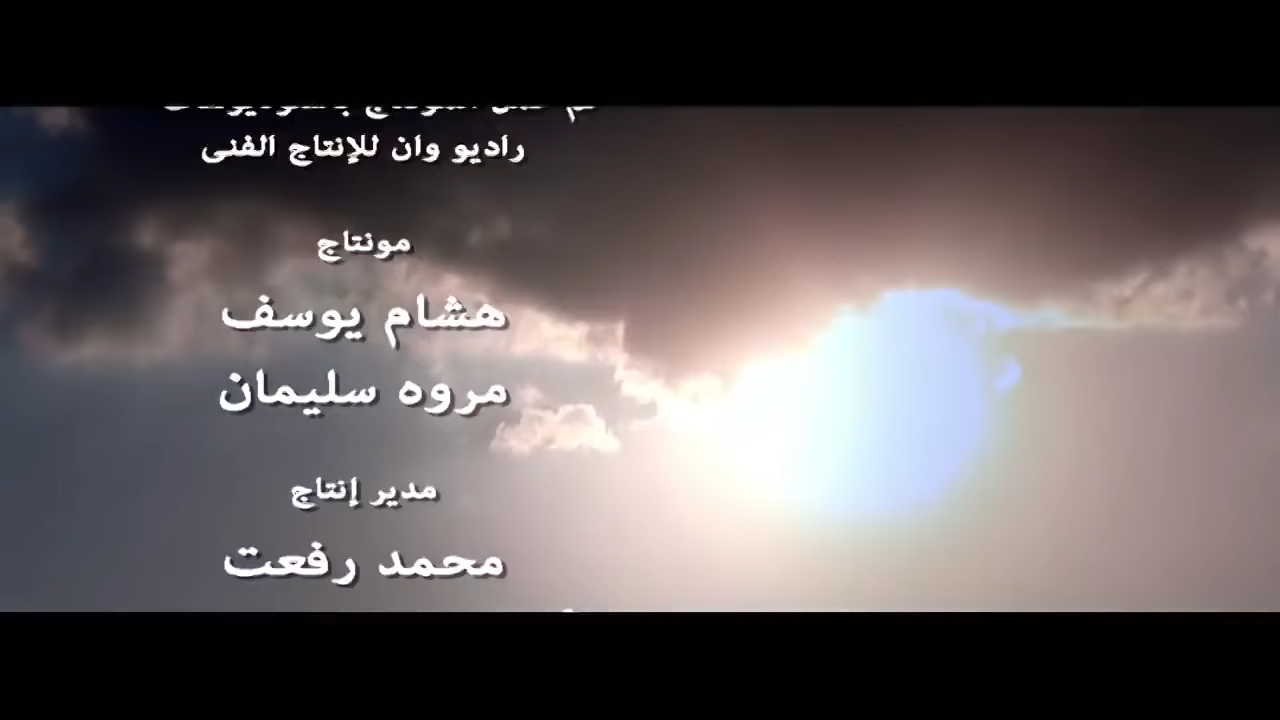 راديو وان للإنتاج الفنى
مونتاج
هشام يوسف
مروه سليمان
مدير إنتاج
محمد رفعت